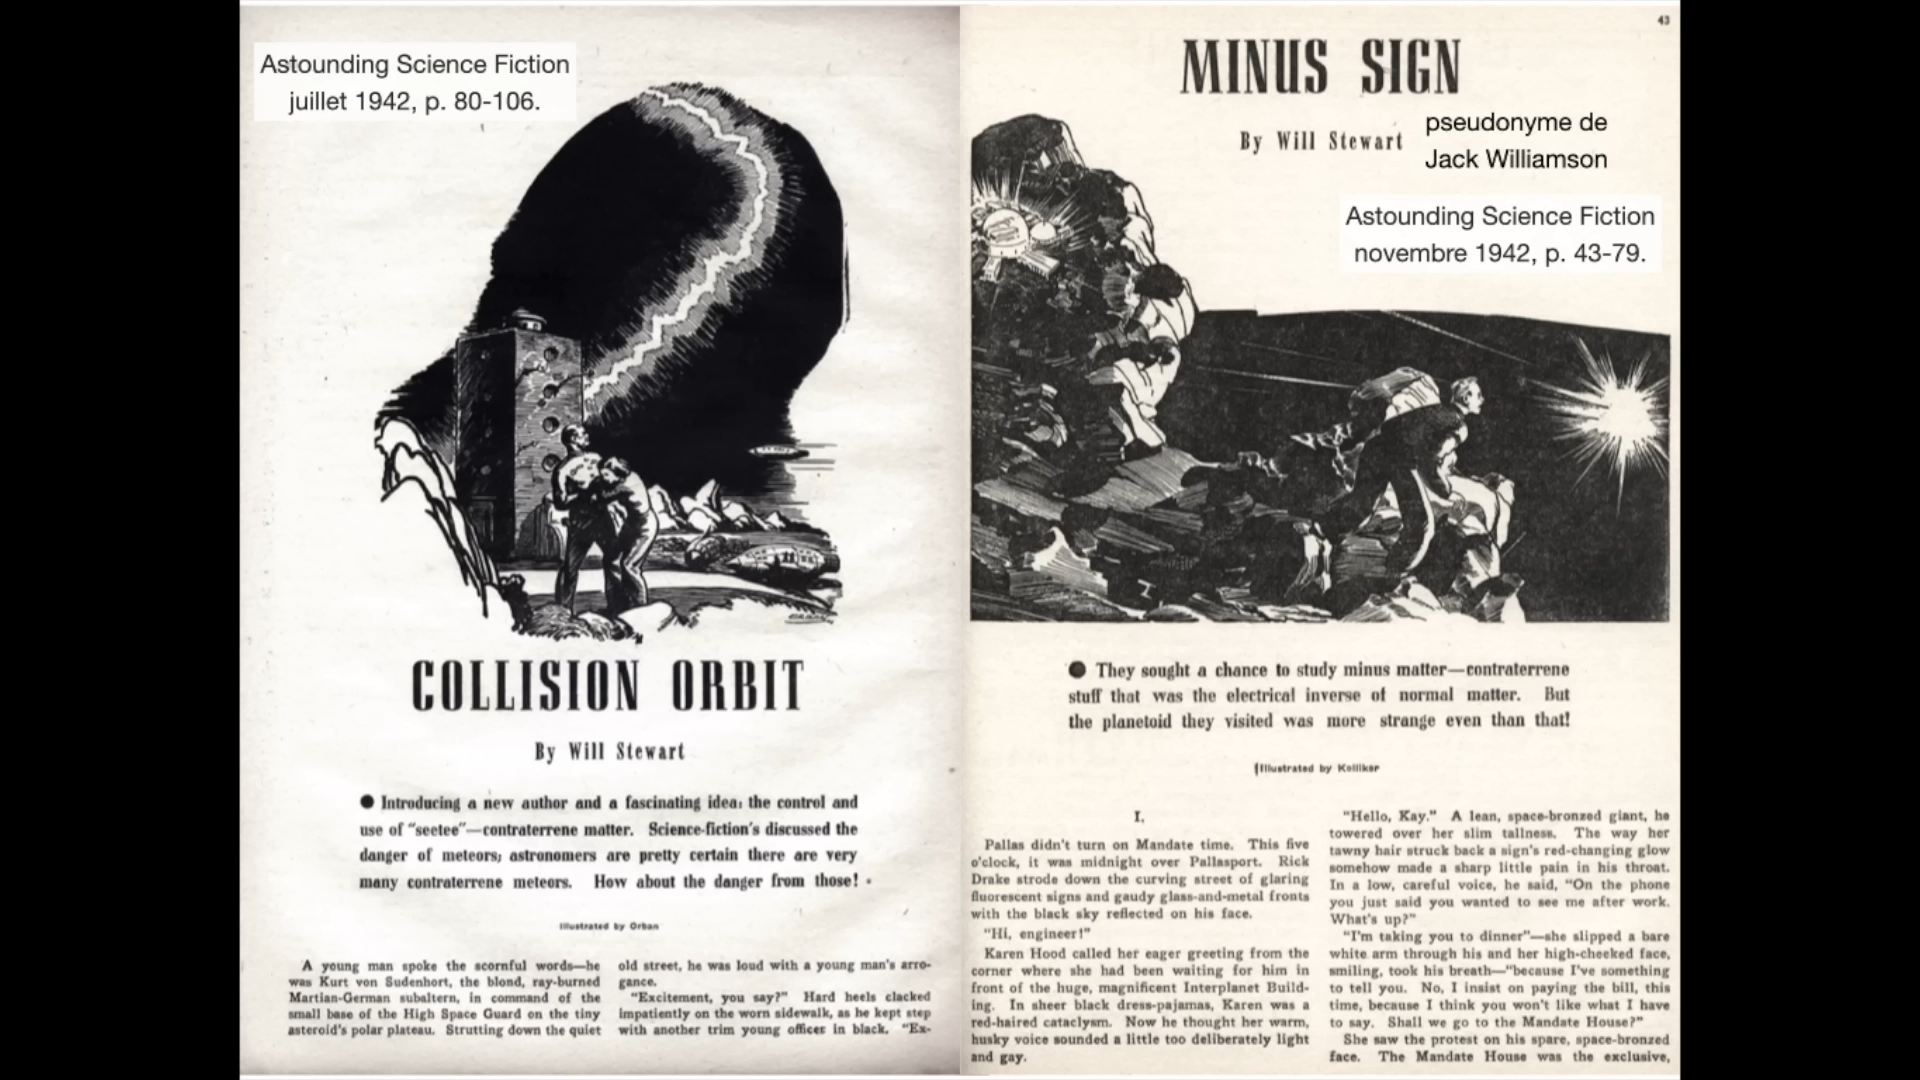 Astounding Science Fiction
juillet 1942, p. 80-106.
COLLISION ORBIT
By Will Stewart
● Introducing a new author and a fascinating idea: the control and
use of "seetee"—contraterrene matter. Science-fiction's discussed the
danger of meteors; astronomers are pretty certain there are very
many contraterrene meteors. How about the danger from those!
Illustrated by Orban
A young man spoke the scornful words—he
was Kurt von Sudenhort, the blond, ray-burned
Martian-German subaltern, in command of the
small base of the High Space Guard on the tiny
asteroid's polar plateau. Strutting down the quiet
old street, he was loud with a young man's arro-
gance.
"Excitement, you say?" Hard heels clacked
impatiently on the worn sidewalk, as he kept step
with another trim young officer in black. "Ex-
43
MINUS SIGN
By Will Stewart
pseudonyme de
Jack Williamson
Astounding Science Fiction
novembre 1942, p. 43-79.
● They sought a chance to study minus matter—contraterrene
stuff that was the electrical inverse of normal matter. But
the planetoid they visited was more strange even than that!
Illustrated by Kolliker
I.
Pallas didn't turn on Mandate time. This five
o'clock, it was midnight over Pallasport. Rick
Drake strode down the curving street of glaring
fluorescent signs and gaudy glass-and-metal fronts
with the black sky reflected on his face.
"Hi, engineer!"
Karen Hood called her eager greeting from the
corner where she had been waiting for him in
front of the huge, magnificent Interplanet Build-
ing. In sheer black dress-pajamas, Karen was a
red-haired cataclysm. Now he thought her warm,
husky voice sounded a little too deliberately light
and gay.
"Hello, Kay." A lean, space-bronzed giant, he
towered over her slim tallness. The way her
tawny hair struck back a sign's red-changing glow
somehow made a sharp little pain in his throat.
In a low, careful voice, he said, "On the phone
you just said you wanted to see me after work.
What's up?"
"I'm taking you to dinner"—she slipped a bare
white arm through his and her high-cheeked face,
smiling, took his breath—"because I've something
to tell you. No, I insist on paying the bill, this
time, because I think you won't like what I have
to say. Shall we go to the Mandate House?"
She saw the protest on his spare, space-bronzed
face. The Mandate House was the exclusive,